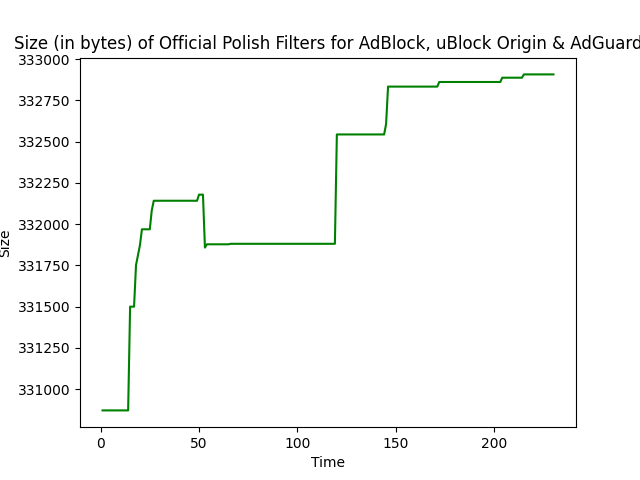 Size (in bytes) of Official Polish Filters for AdBlock, uBlock Origin & AdGuard
333000
332750
332500
332250
332000
331750
331500
331250
331000
Size
0 50 100 150 200
Time